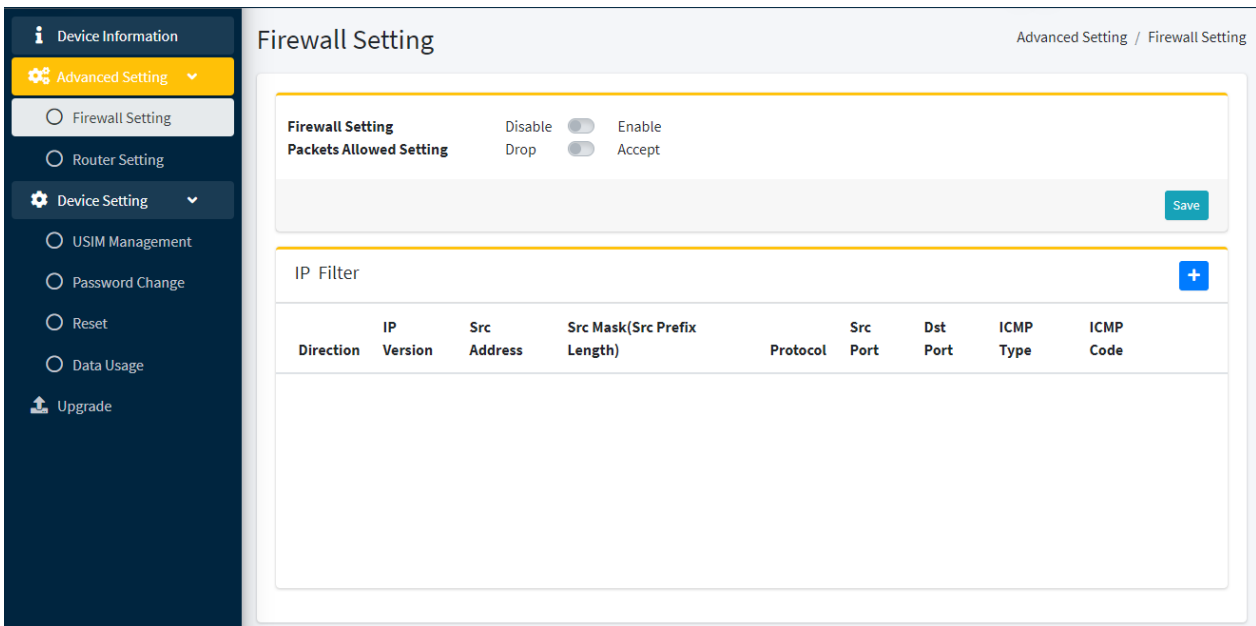 Device Information
Advanced Setting
Firewall Setting
Router Setting
Device Setting
USIM Management
Password Change
Reset
Data Usage
Upgrade
Firewall Setting
Advanced Setting / Firewall Setting
Firewall Setting Disable Enable
Packets Allowed Setting Drop Accept
Save
IP Filter
+
Direction IP Version Src Address Src Mask(Src Prefix Length) Protocol Src Port Dst Port ICMP Type ICMP Code